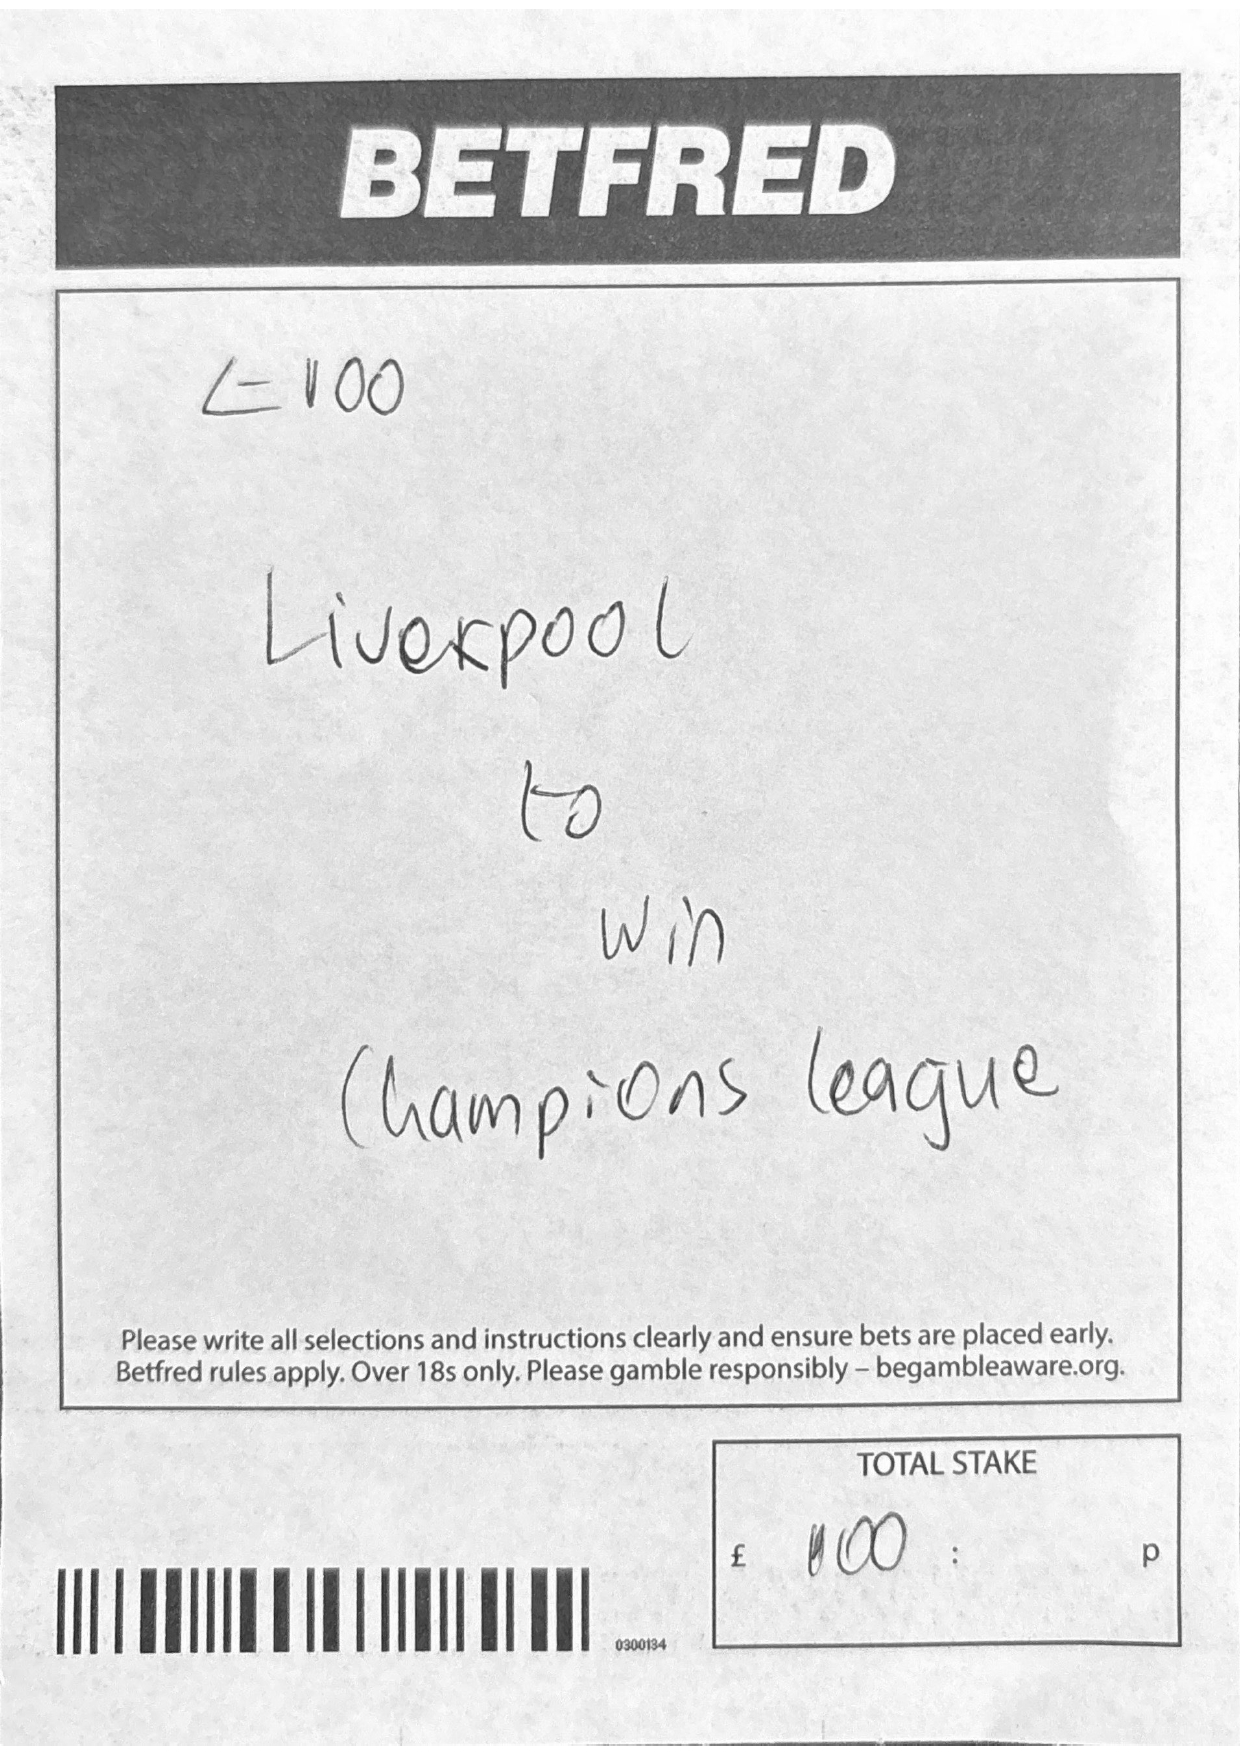 BETFRED
£100
Liverpool
to
win
Champions league
Please write all selections and instructions clearly and ensure bets are placed early.
Betfred rules apply. Over 18s only. Please gamble responsibly – begambleaware.org.
TOTAL STAKE
£ 100 : p
0300134